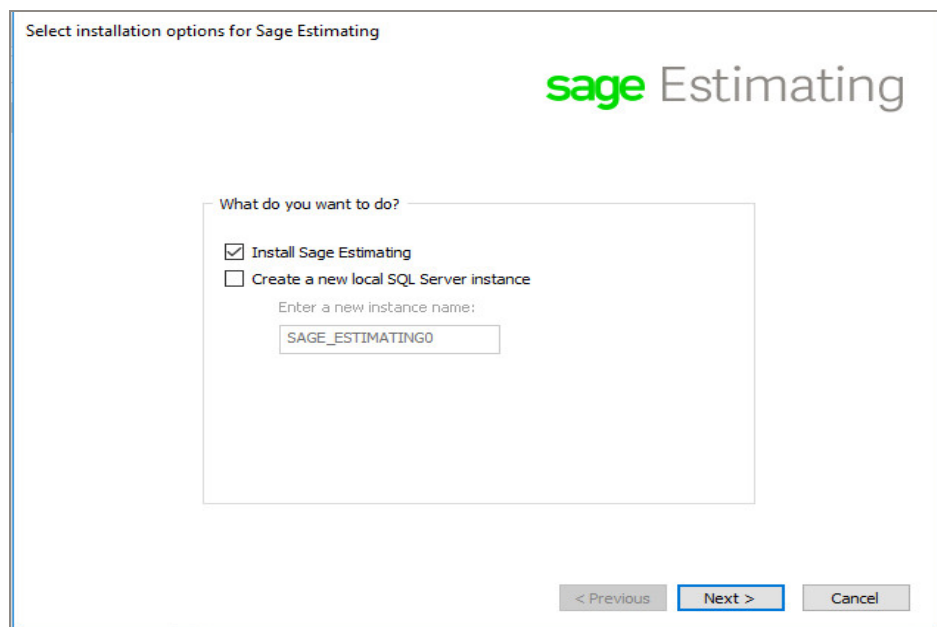 Select installation options for Sage Estimating
sage Estimating
What do you want to do?
Install Sage Estimating
Create a new local SQL Server instance
Enter a new instance name:
SAGE_ESTIMATING0
< Previous
Next >
Cancel